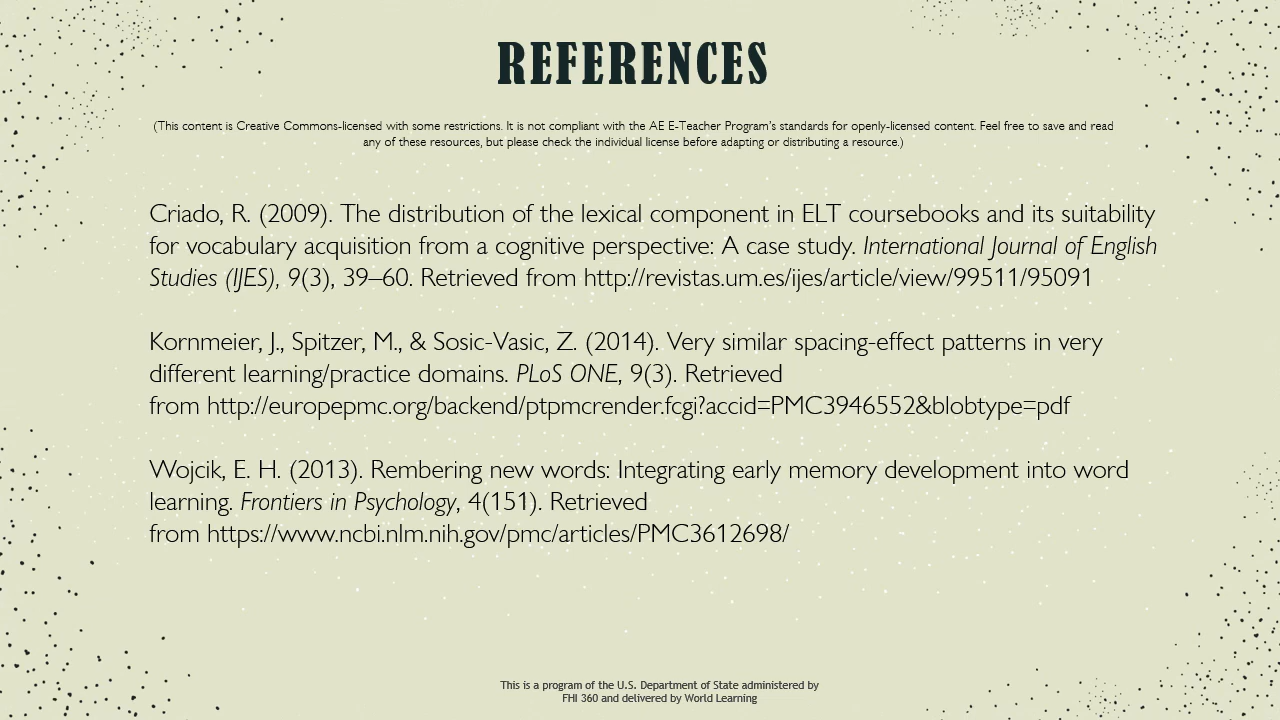 REFERENCES
(This content is Creative Commons-licensed with some restrictions. It is not compliant with the AE E-Teacher Program's standards for openly-licensed content. Feel free to save and read
any of these resources, but please check the individual license before adapting or distributing a resource.)
Criado, R. (2009). The distribution of the lexical component in ELT coursebooks and its suitability
for vocabulary acquisition from a cognitive perspective: A case study. International Journal of English
Studies (IJES), 9(3), 39–60. Retrieved from http://revistas.um.es/ijes/article/view/99511/95091
Kornmeier, J., Spitzer, M., & Sosic-Vasic, Z. (2014). Very similar spacing-effect patterns in very
different learning/practice domains. PLoS ONE, 9(3). Retrieved
from http://europepmc.org/backend/ptpmcrender.fcgi?accid=PMC3946552&blobtype=pdf
Wojcik, E. H. (2013). Rembering new words: Integrating early memory development into word
learning. Frontiers in Psychology, 4(151). Retrieved
from https://www.ncbi.nlm.nih.gov/pmc/articles/PMC3612698/
This is a program of the U.S. Department of State administered by
FHI 360 and delivered by World Learning